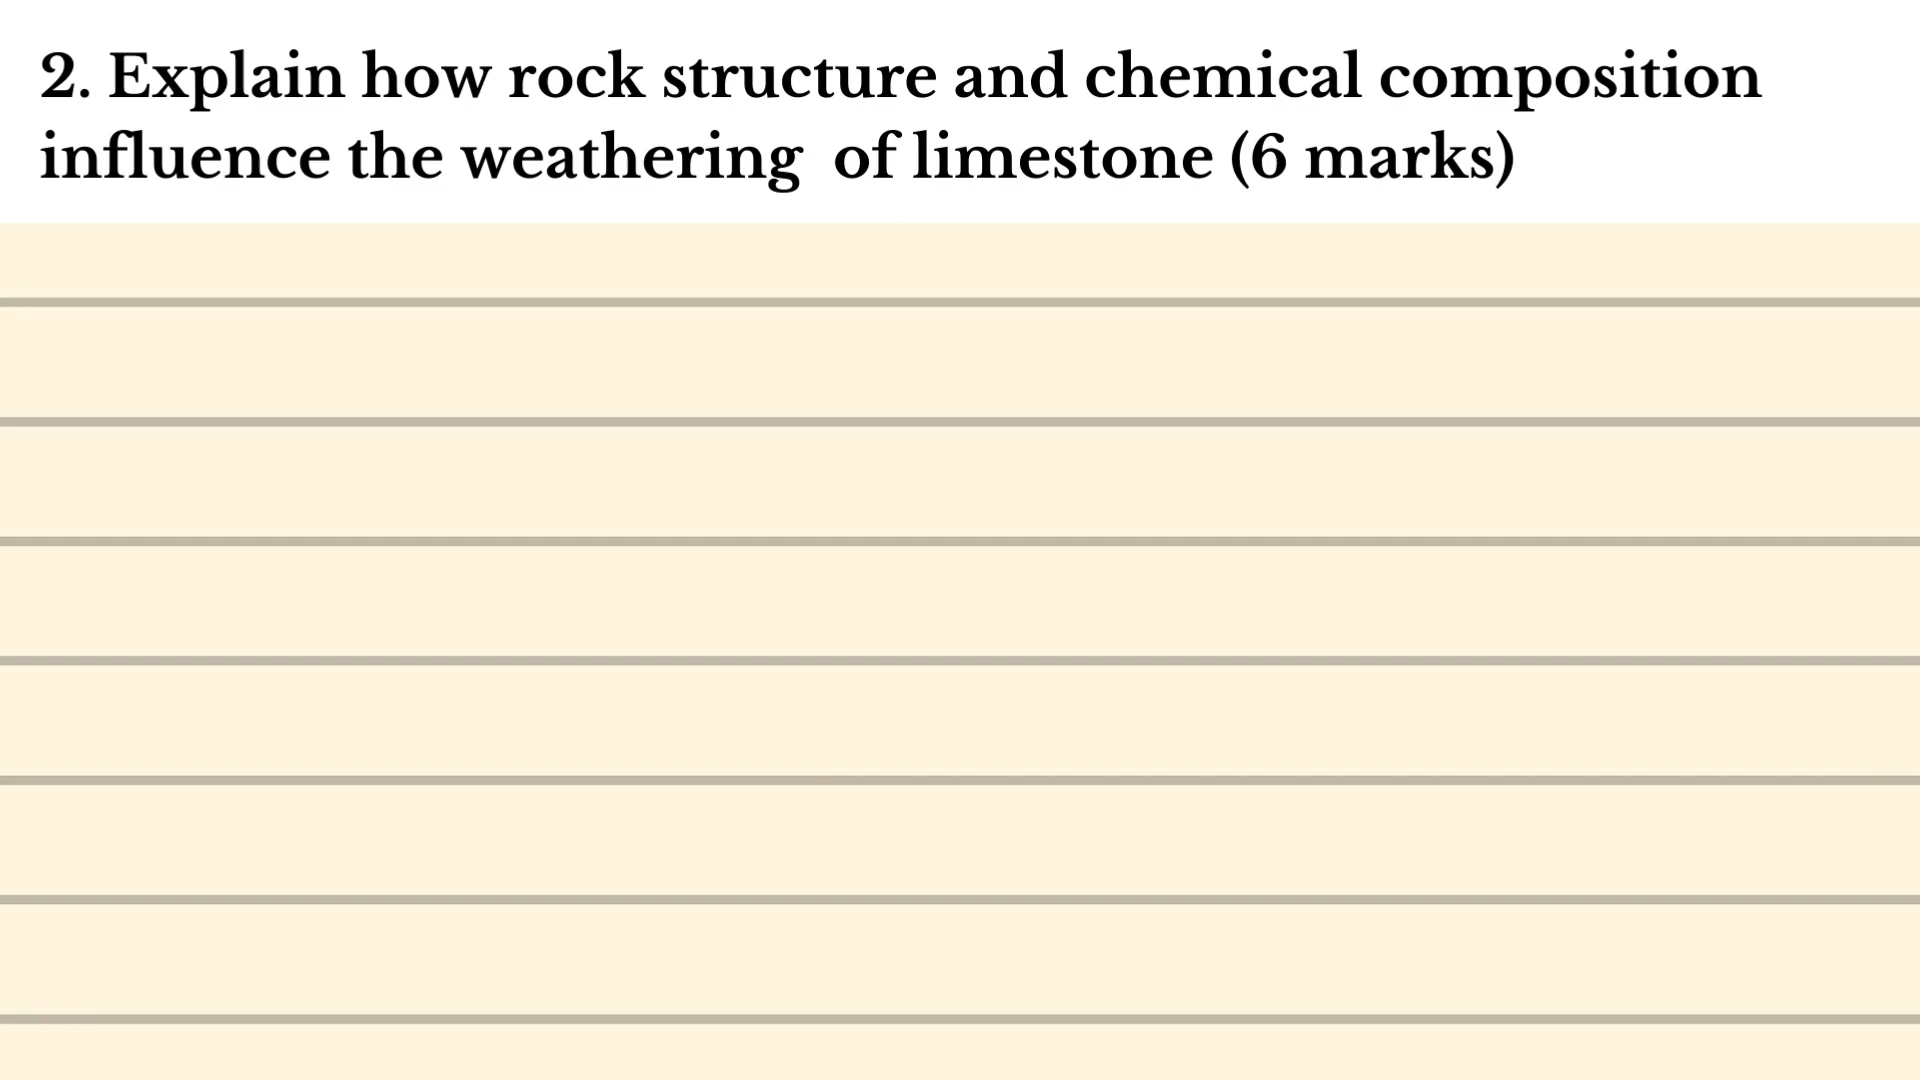 2. Explain how rock structure and chemical composition
influence the weathering  of limestone (6 marks)